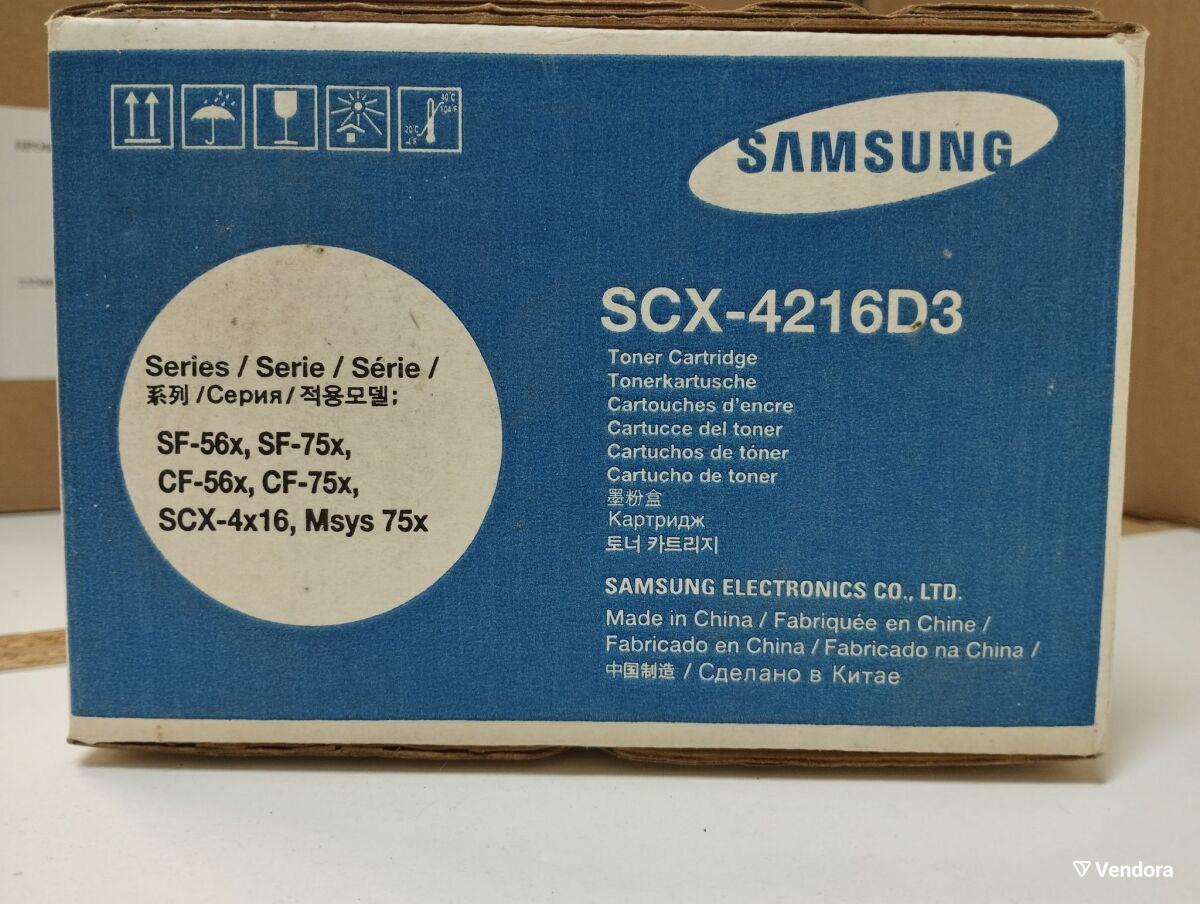 40°C
104°F
SAMSUNG
SCX-4216D3
Toner Cartridge
Tonerkartusche
Cartouches d'encre
Cartucce del toner
Cartuchos de tóner
Cartucho de toner
墨粉盒
Картридж
토너 카트리지
SAMSUNG ELECTRONICS CO., LTD.
Made in China / Fabriquée en Chine /
Fabricado en China / Fabricado na China /
中国制造 / Сделано в Китае
Series / Serie / Série /
系列 /Серия / 적용모델;
SF-56x, SF-75x,
CF-56x, CF-75x,
SCX-4x16, Msys 75x
Vendora